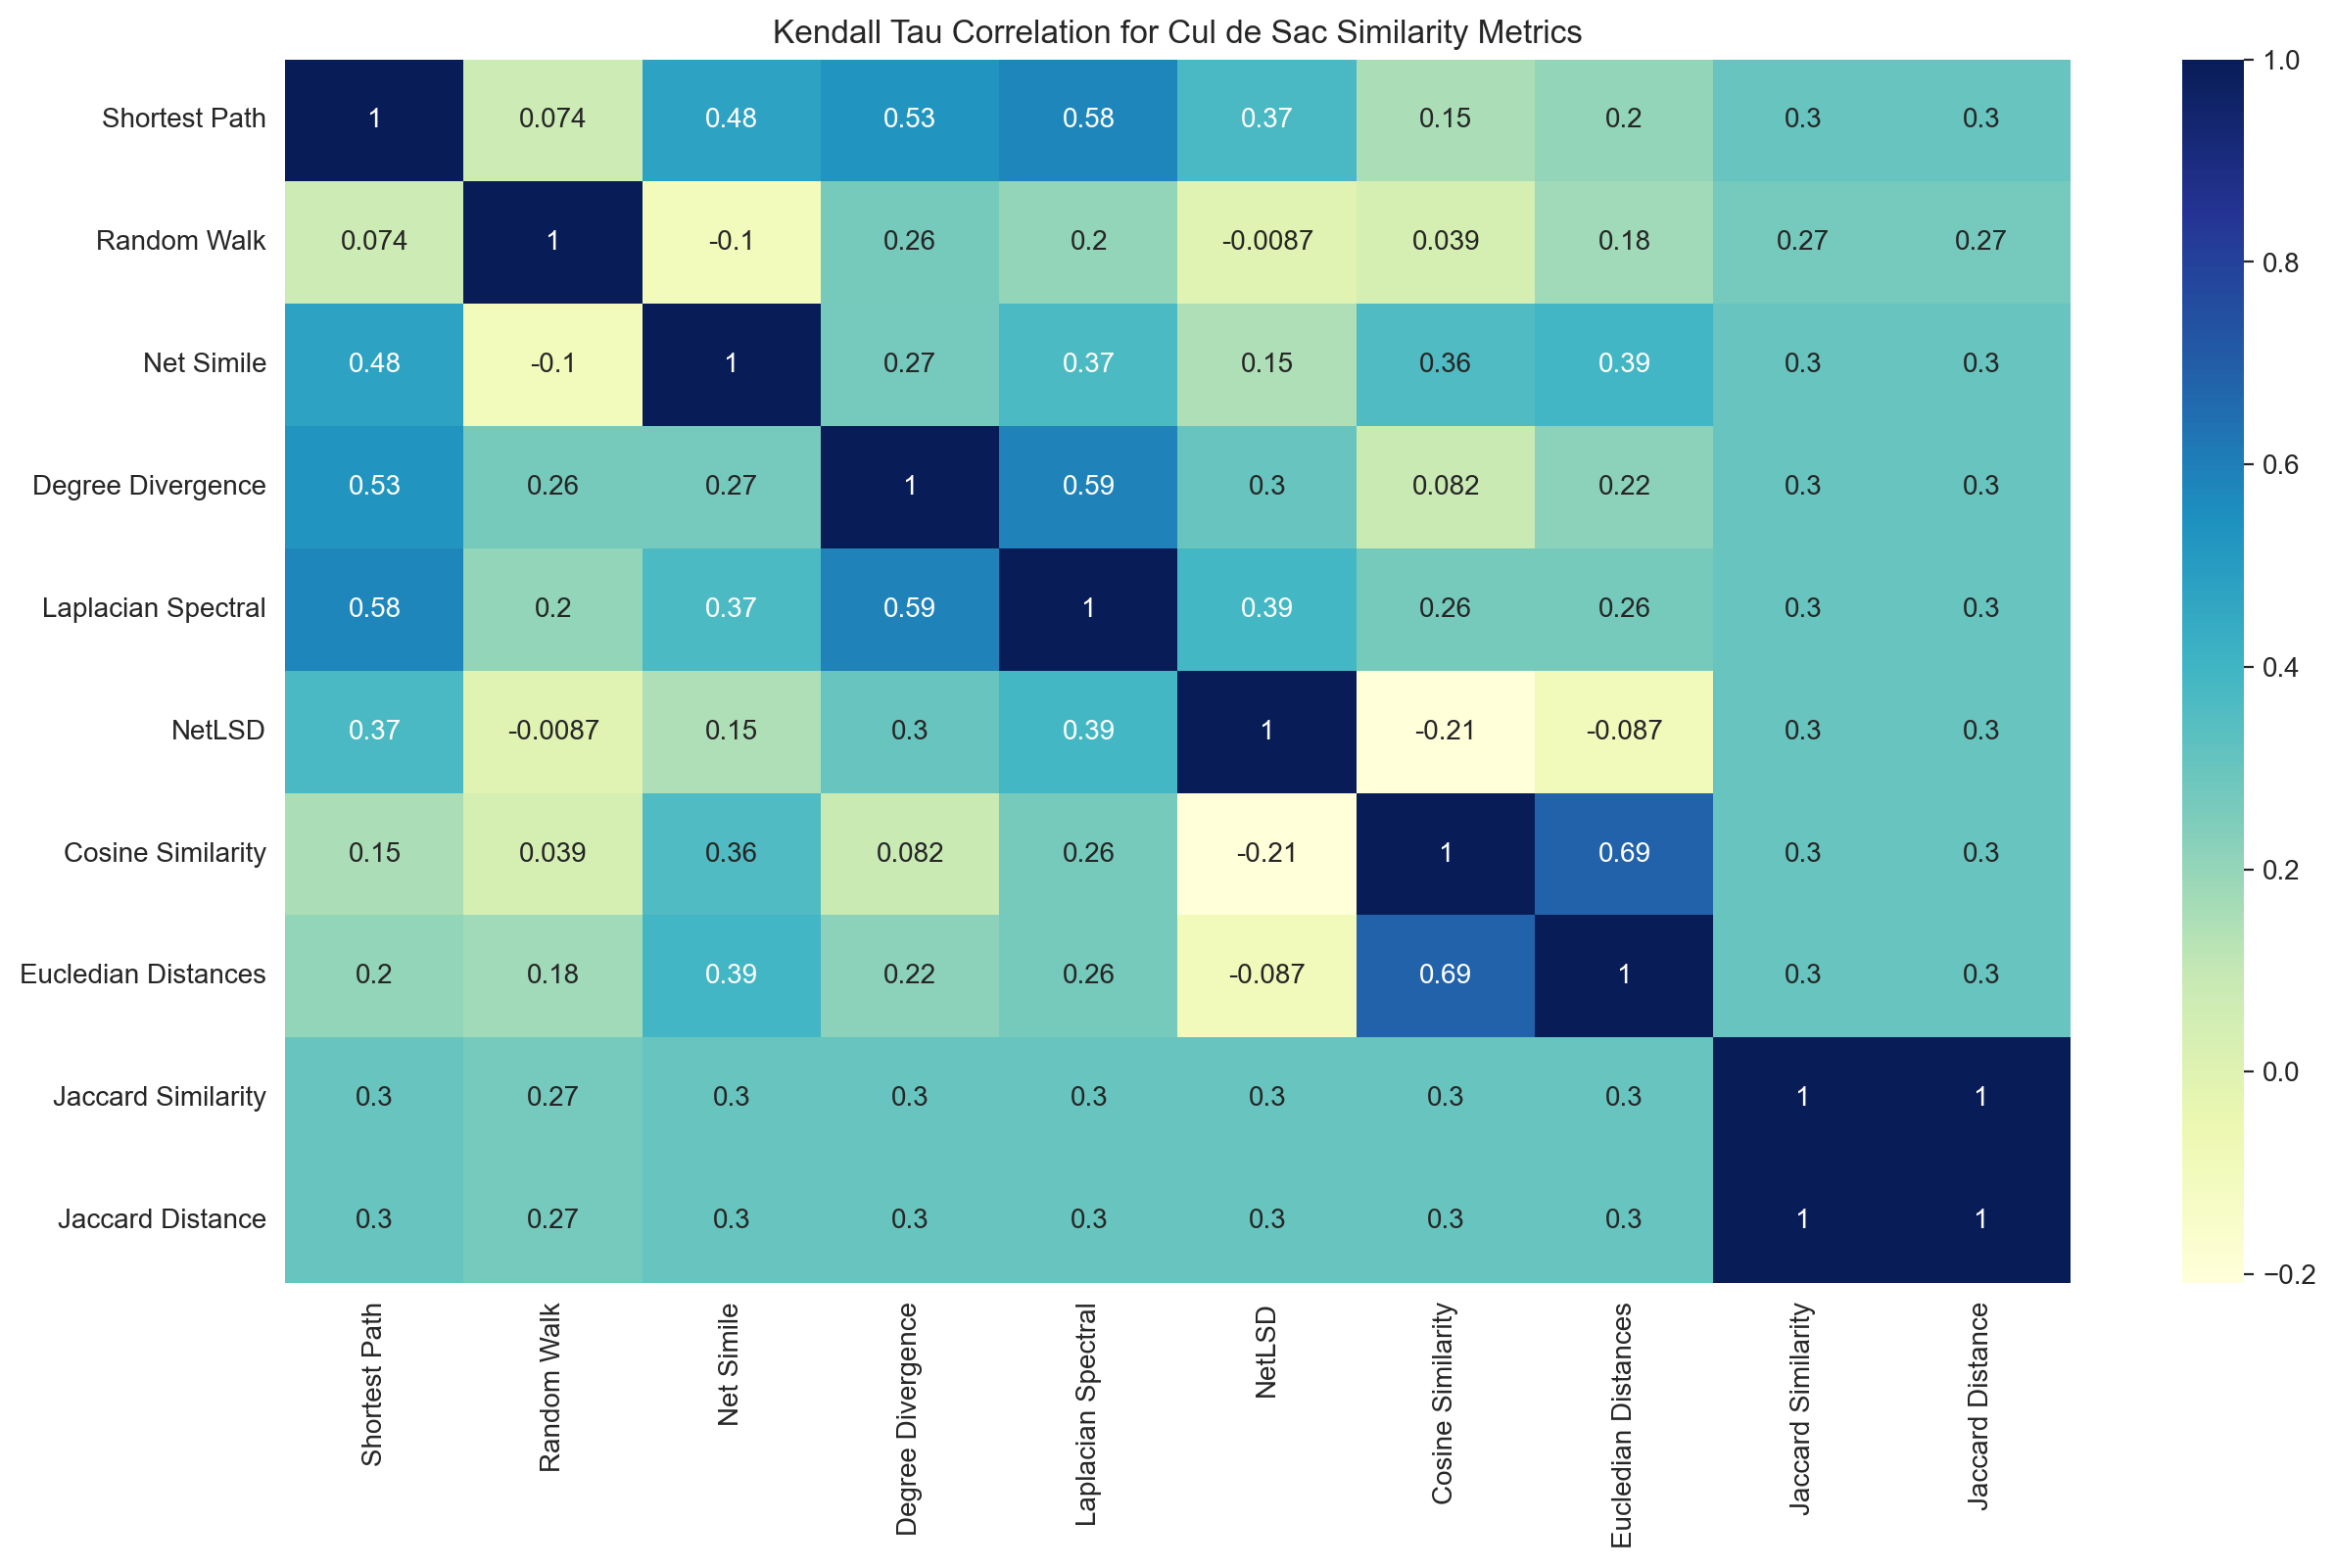 Kendall Tau Correlation for Cul de Sac Similarity Metrics
Shortest Path 1 0.074 0.48 0.53 0.58 0.37 0.15 0.2 0.3 0.3
Random Walk 0.074 1 -0.1 0.26 0.2 -0.0087 0.039 0.18 0.27 0.27
Net Simile 0.48 -0.1 1 0.27 0.37 0.15 0.36 0.39 0.3 0.3
Degree Divergence 0.53 0.26 0.27 1 0.59 0.3 0.082 0.22 0.3 0.3
Laplacian Spectral 0.58 0.2 0.37 0.59 1 0.39 0.26 0.26 0.3 0.3
NetLSD 0.37 -0.0087 0.15 0.3 0.39 1 -0.21 -0.087 0.3 0.3
Cosine Similarity 0.15 0.039 0.36 0.082 0.26 -0.21 1 0.69 0.3 0.3
Eucledian Distances 0.2 0.18 0.39 0.22 0.26 -0.087 0.69 1 0.3 0.3
Jaccard Similarity 0.3 0.27 0.3 0.3 0.3 0.3 0.3 0.3 1 1
Jaccard Distance 0.3 0.27 0.3 0.3 0.3 0.3 0.3 0.3 1 1
Shortest Path
Random Walk
Net Simile
Degree Divergence
Laplacian Spectral
NetLSD
Cosine Similarity
Eucledian Distances
Jaccard Similarity
Jaccard Distance
1.0
0.8
0.6
0.4
0.2
0.0
−0.2